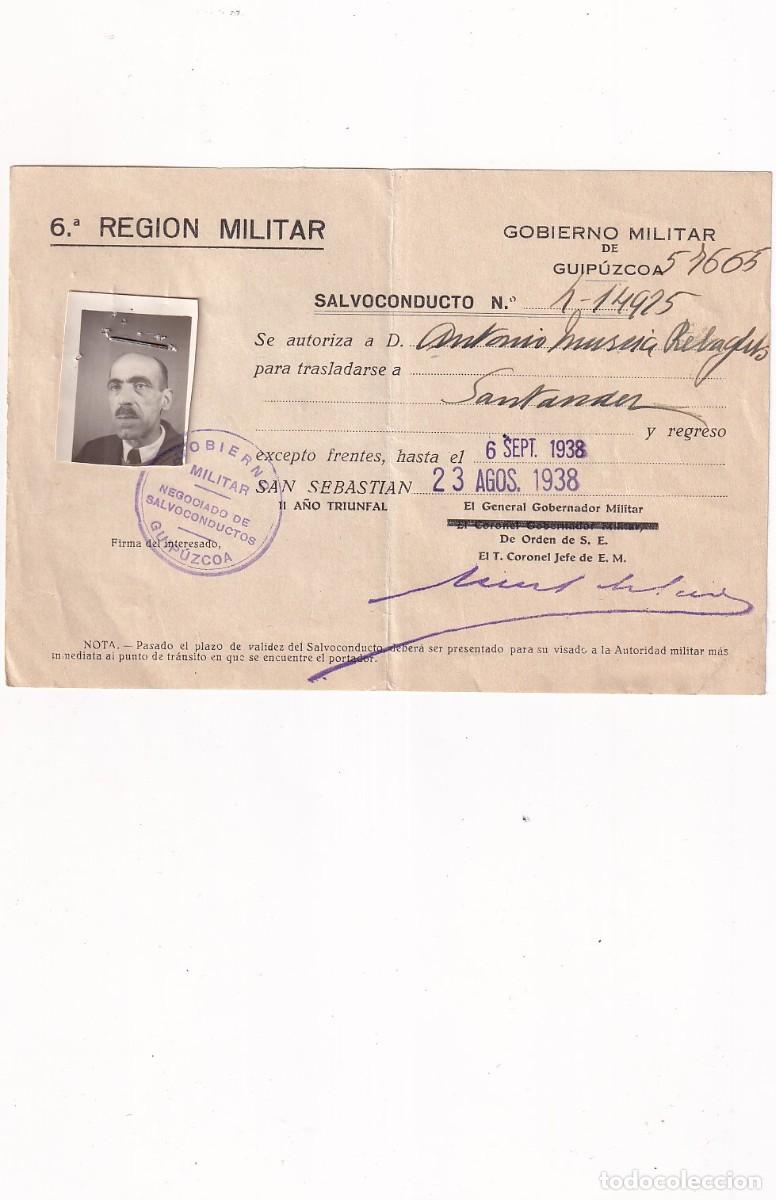 6.ª REGION MILITAR
GOBIERNO MILITAR
DE
GUIPÚZCOA 51665
SALVOCONDUCTO N.º 14925
Se autoriza a D. Antonio
para trasladarse a
Santander
y regreso
excepto frentes, hasta el 6 SEPT. 1938
SAN SEBASTIAN 23 AGOS. 1938
II AÑO TRIUNFAL
El General Gobernador Militar
El Coronel Gobernador Militar,
De Orden de S. E.
El T. Coronel Jefe de E. M.
Firma del interesado,
GOBIERNO
MILITAR
NEGOCIADO DE
SALVOCONDUCTOS
GUIPÚZCOA
NOTA. — Pasado el plazo de validez del Salvoconducto, deberá ser presentado para su visado a la Autoridad militar más
inmediata al punto de tránsito en que se encuentre el portador.
todocoleccion